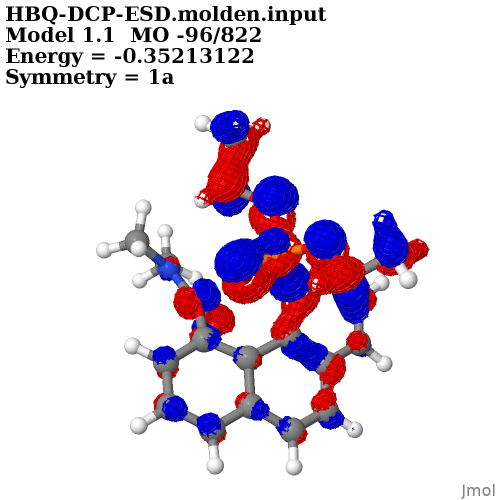 HBQ-DCP-ESD.molden.input
Model 1.1  MO -96/822
Energy = -0.35213122
Symmetry = 1a
Jmol